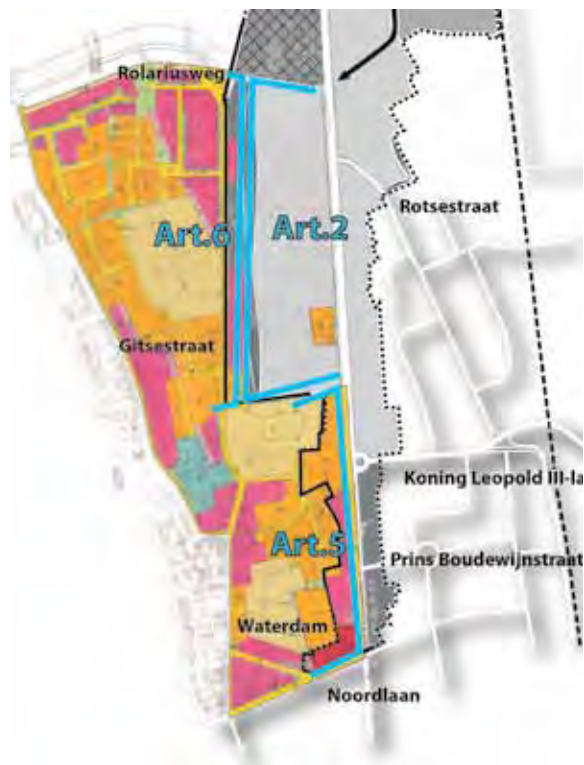 Rolariusweg
Rotsestraat
Art.6
Art.2
Gitsestraat
Koning Leopold III-la
Art.5
Prins Boudewijnstraat
Waterdam
Noordlaan